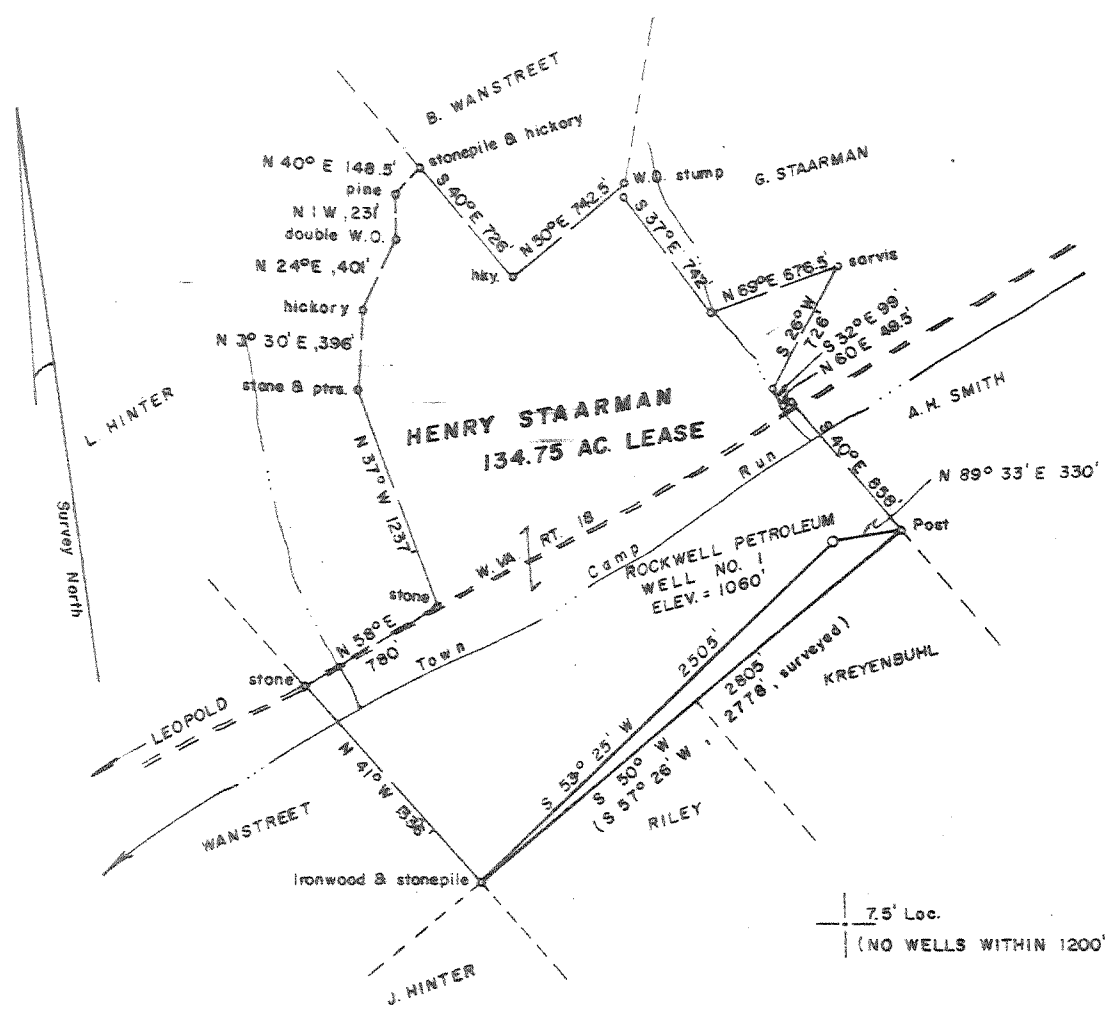 B. WANSTREET
stonepile & hickory
N 40° E 148.5'
pine
N 1 W ,231'
double W.O.
N 24°E ,401'
hickory
N 3° 30' E ,396'
stone & ptrs.
S 40°E 726'
N 50°E 742.5'
hky.
W.O. stump
G. STAARMAN
S 37°E 742'
N 69°E 676.5'
sarvis
S 26°W
726'
S 32°E 99'
N 60 E 49.5'
L. HINTER
Survey North
HENRY STAARMAN
134.75 AC. LEASE
N 37° W 1237'
A.H. SMITH
S 40°E 858'
N 89° 33' E 330'
Post
W. VA RT. 18
Town Camp Run
ROCKWELL PETROLEUM
WELL NO. 1
ELEV. = 1060'
stone
N 58° E
780'
stone
LEOPOLD
2505'
S 53° 25' W
2805'
S 50° W
(S 57° 26' W , 2778', surveyed)
KREYENBUHL
N 41° W
WANSTREET
RILEY
Ironwood & stonepile
J. HINTER
7.5' Loc.
(NO WELLS WITHIN 1200'